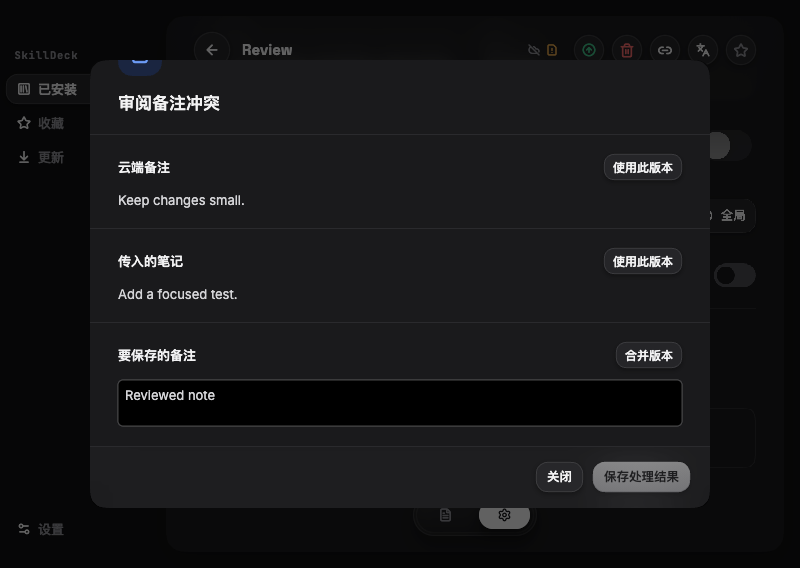 SkillDeck
Review
已安装
收藏
更新
审阅备注冲突
云端备注
使用此版本
Keep changes small.
全局
传入的笔记
使用此版本
Add a focused test.
要保存的备注
合并版本
Reviewed note
关闭
保存处理结果
设置